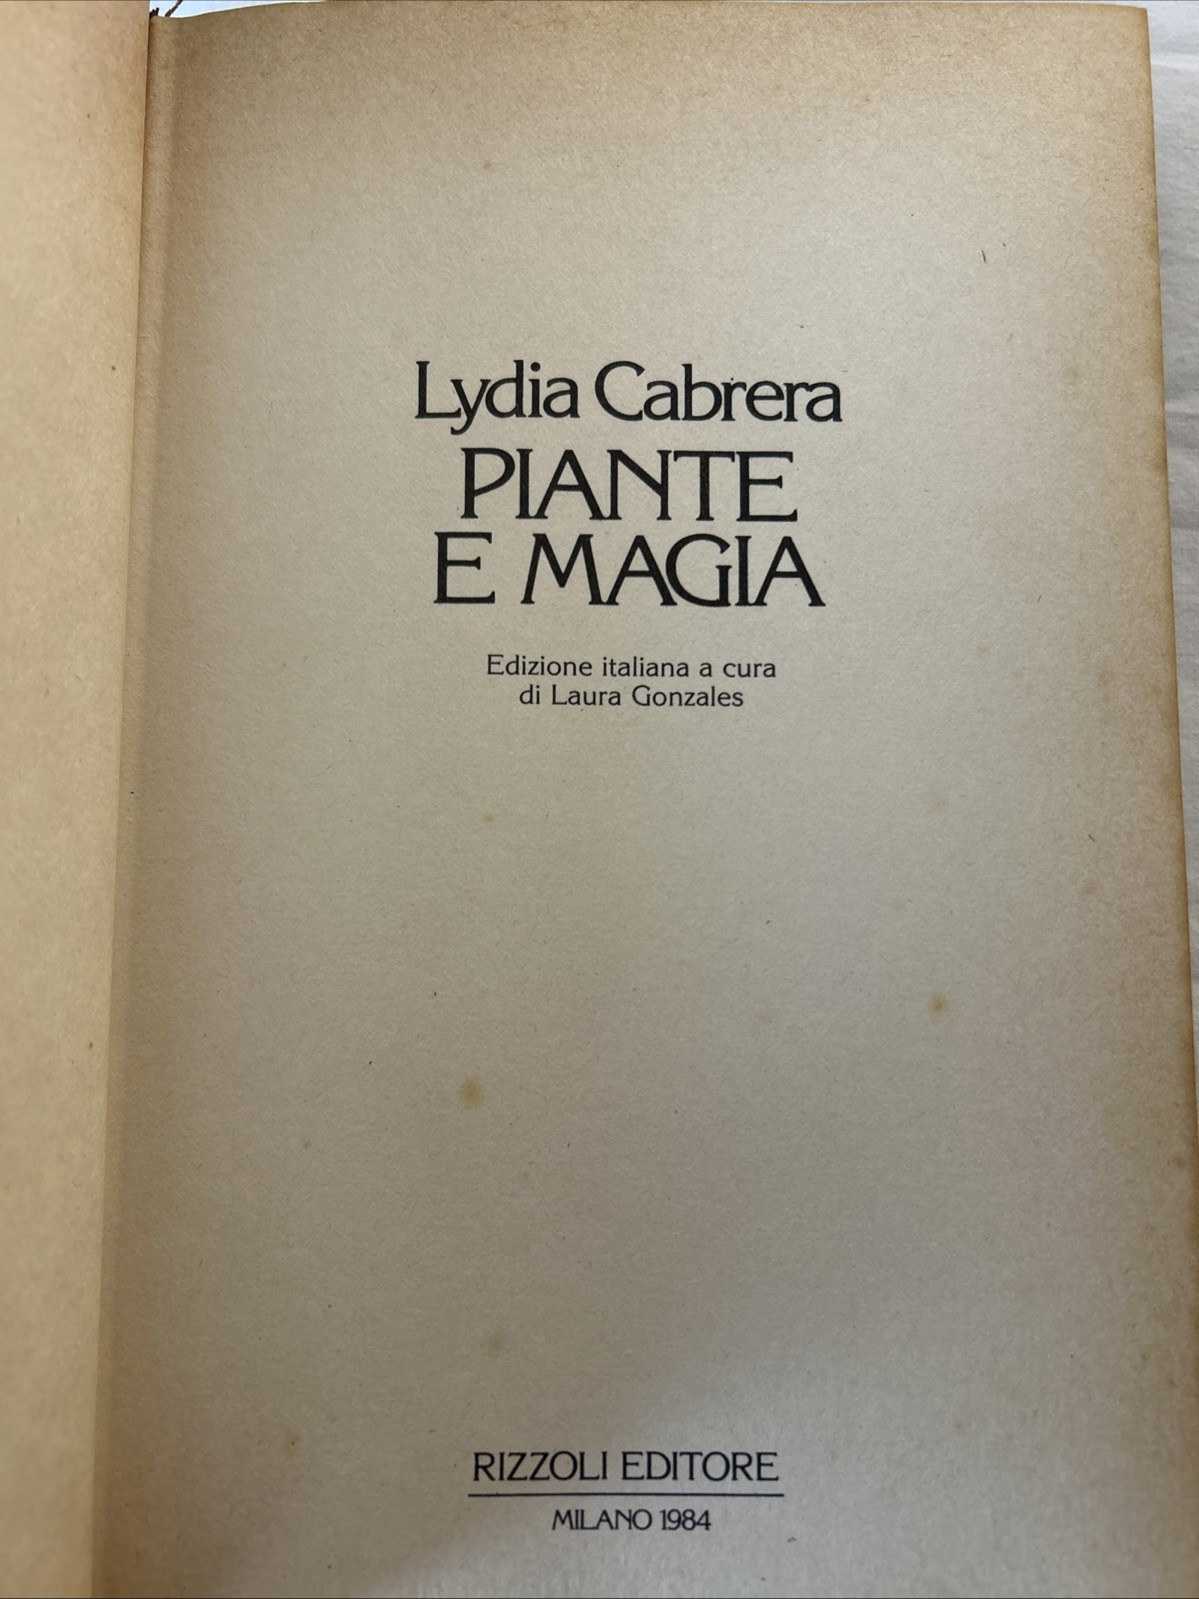 Lydia Cabrera
PIANTE
E MAGIA
Edizione italiana a cura
di Laura Gonzales
RIZZOLI EDITORE
MILANO 1984